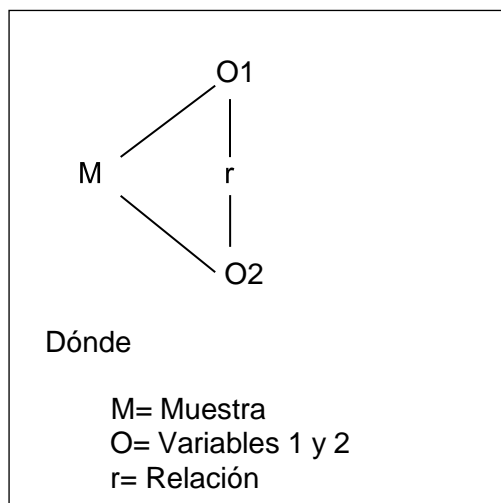 O1
M r
O2
Dónde
M= Muestra
O= Variables 1 y 2
r= Relación